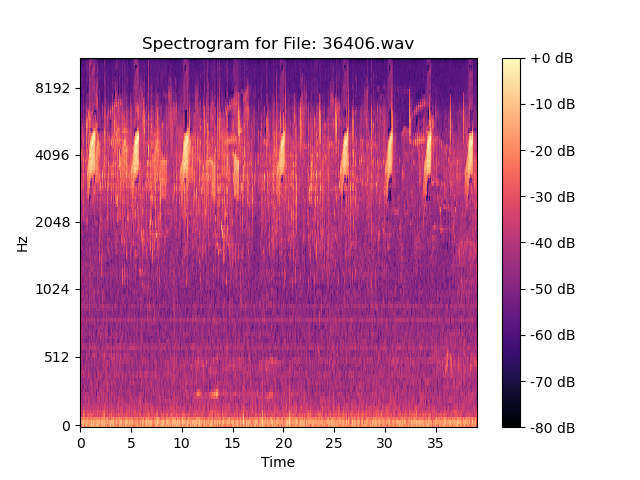 Spectrogram for File: 36406.wav
Hz
8192
4096
2048
1024
512
0
0 5 10 15 20 25 30 35
Time
+0 dB
-10 dB
-20 dB
-30 dB
-40 dB
-50 dB
-60 dB
-70 dB
-80 dB